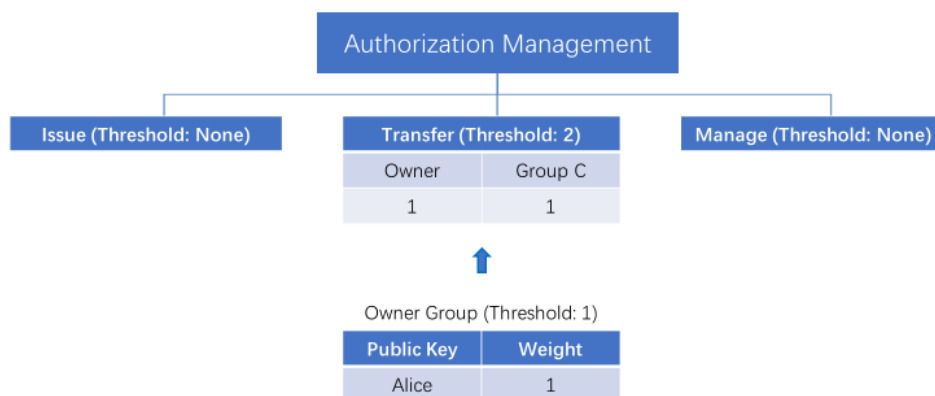 Authorization Management
Issue (Threshold: None)
Transfer (Threshold: 2)
Manage (Threshold: None)
Owner Group C
1 1
Owner Group (Threshold: 1)
Public Key Weight
Alice 1